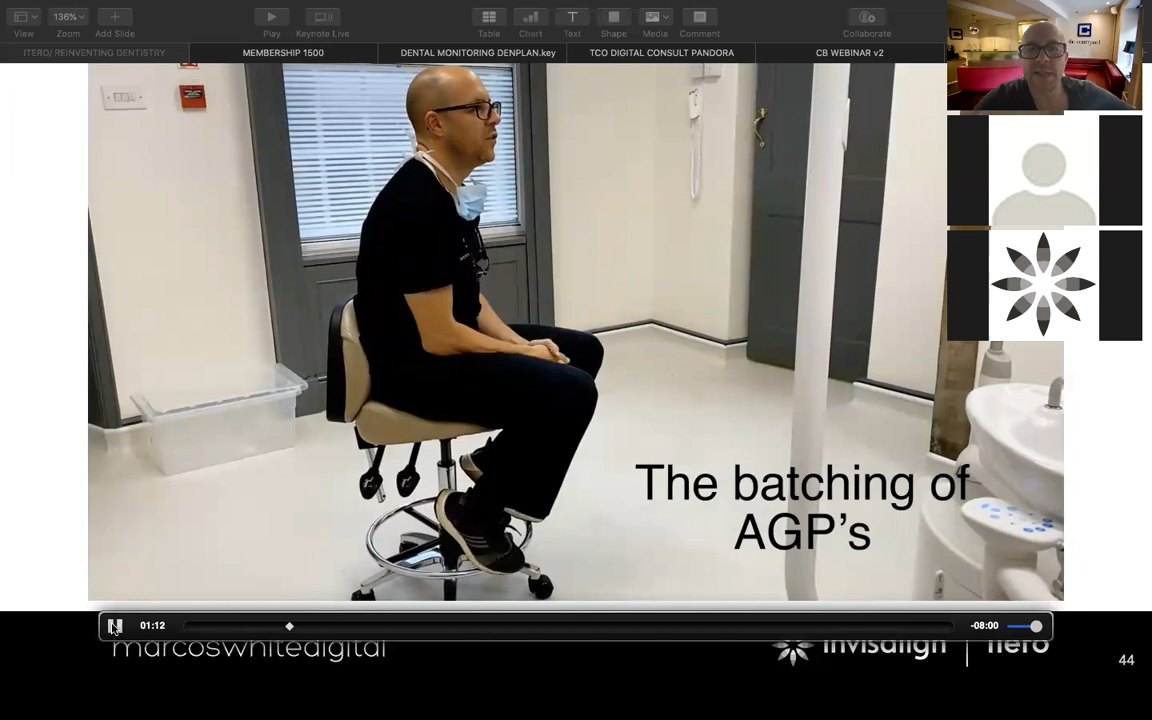 136%
View
Zoom
Add Slide
Play
Keynote Live
Table
Chart
Text
Shape
Media
Comment
Collaborate
ITERO/ REINVENTING DENTISTRY
MEMBERSHIP 1500
DENTAL MONITORING DENPLAN.key
TCO DIGITAL CONSULT PANDORA
CB WEBINAR v2
The batching of
AGP's
01:12
-08:00
marcoswhitedigital
invisalign
iTero
44